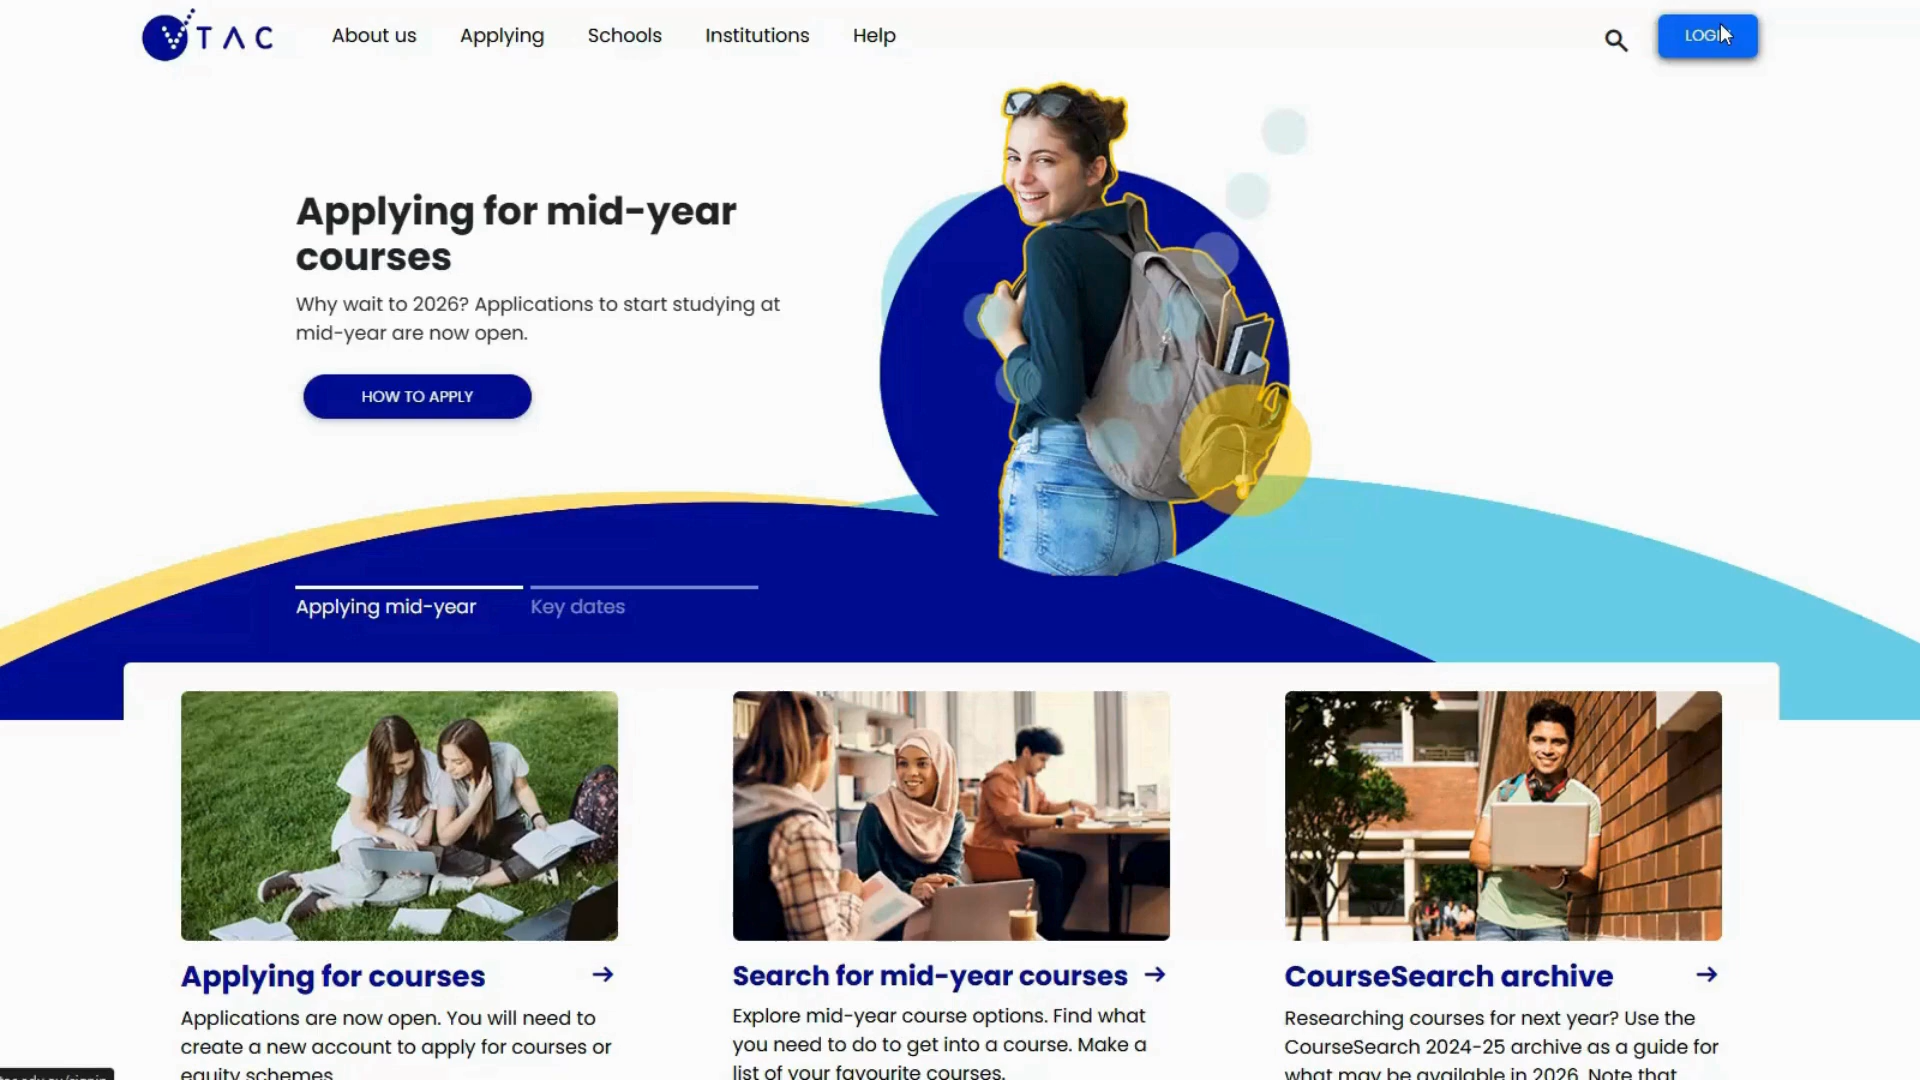 VTAC
About us
Applying
Schools
Institutions
Help
LOGIN
Applying for mid-year
courses
Why wait to 2026? Applications to start studying at
mid-year are now open.
HOW TO APPLY
Applying mid-year
Key dates
Applying for courses →
Applications are now open. You will need to
create a new account to apply for courses or
equity schemes
Search for mid-year courses →
Explore mid-year course options. Find what
you need to do to get into a course. Make a
list of your favourite courses.
CourseSearch archive →
Researching courses for next year? Use the
CourseSearch 2024-25 archive as a guide for
what may be available in 2026. Note that